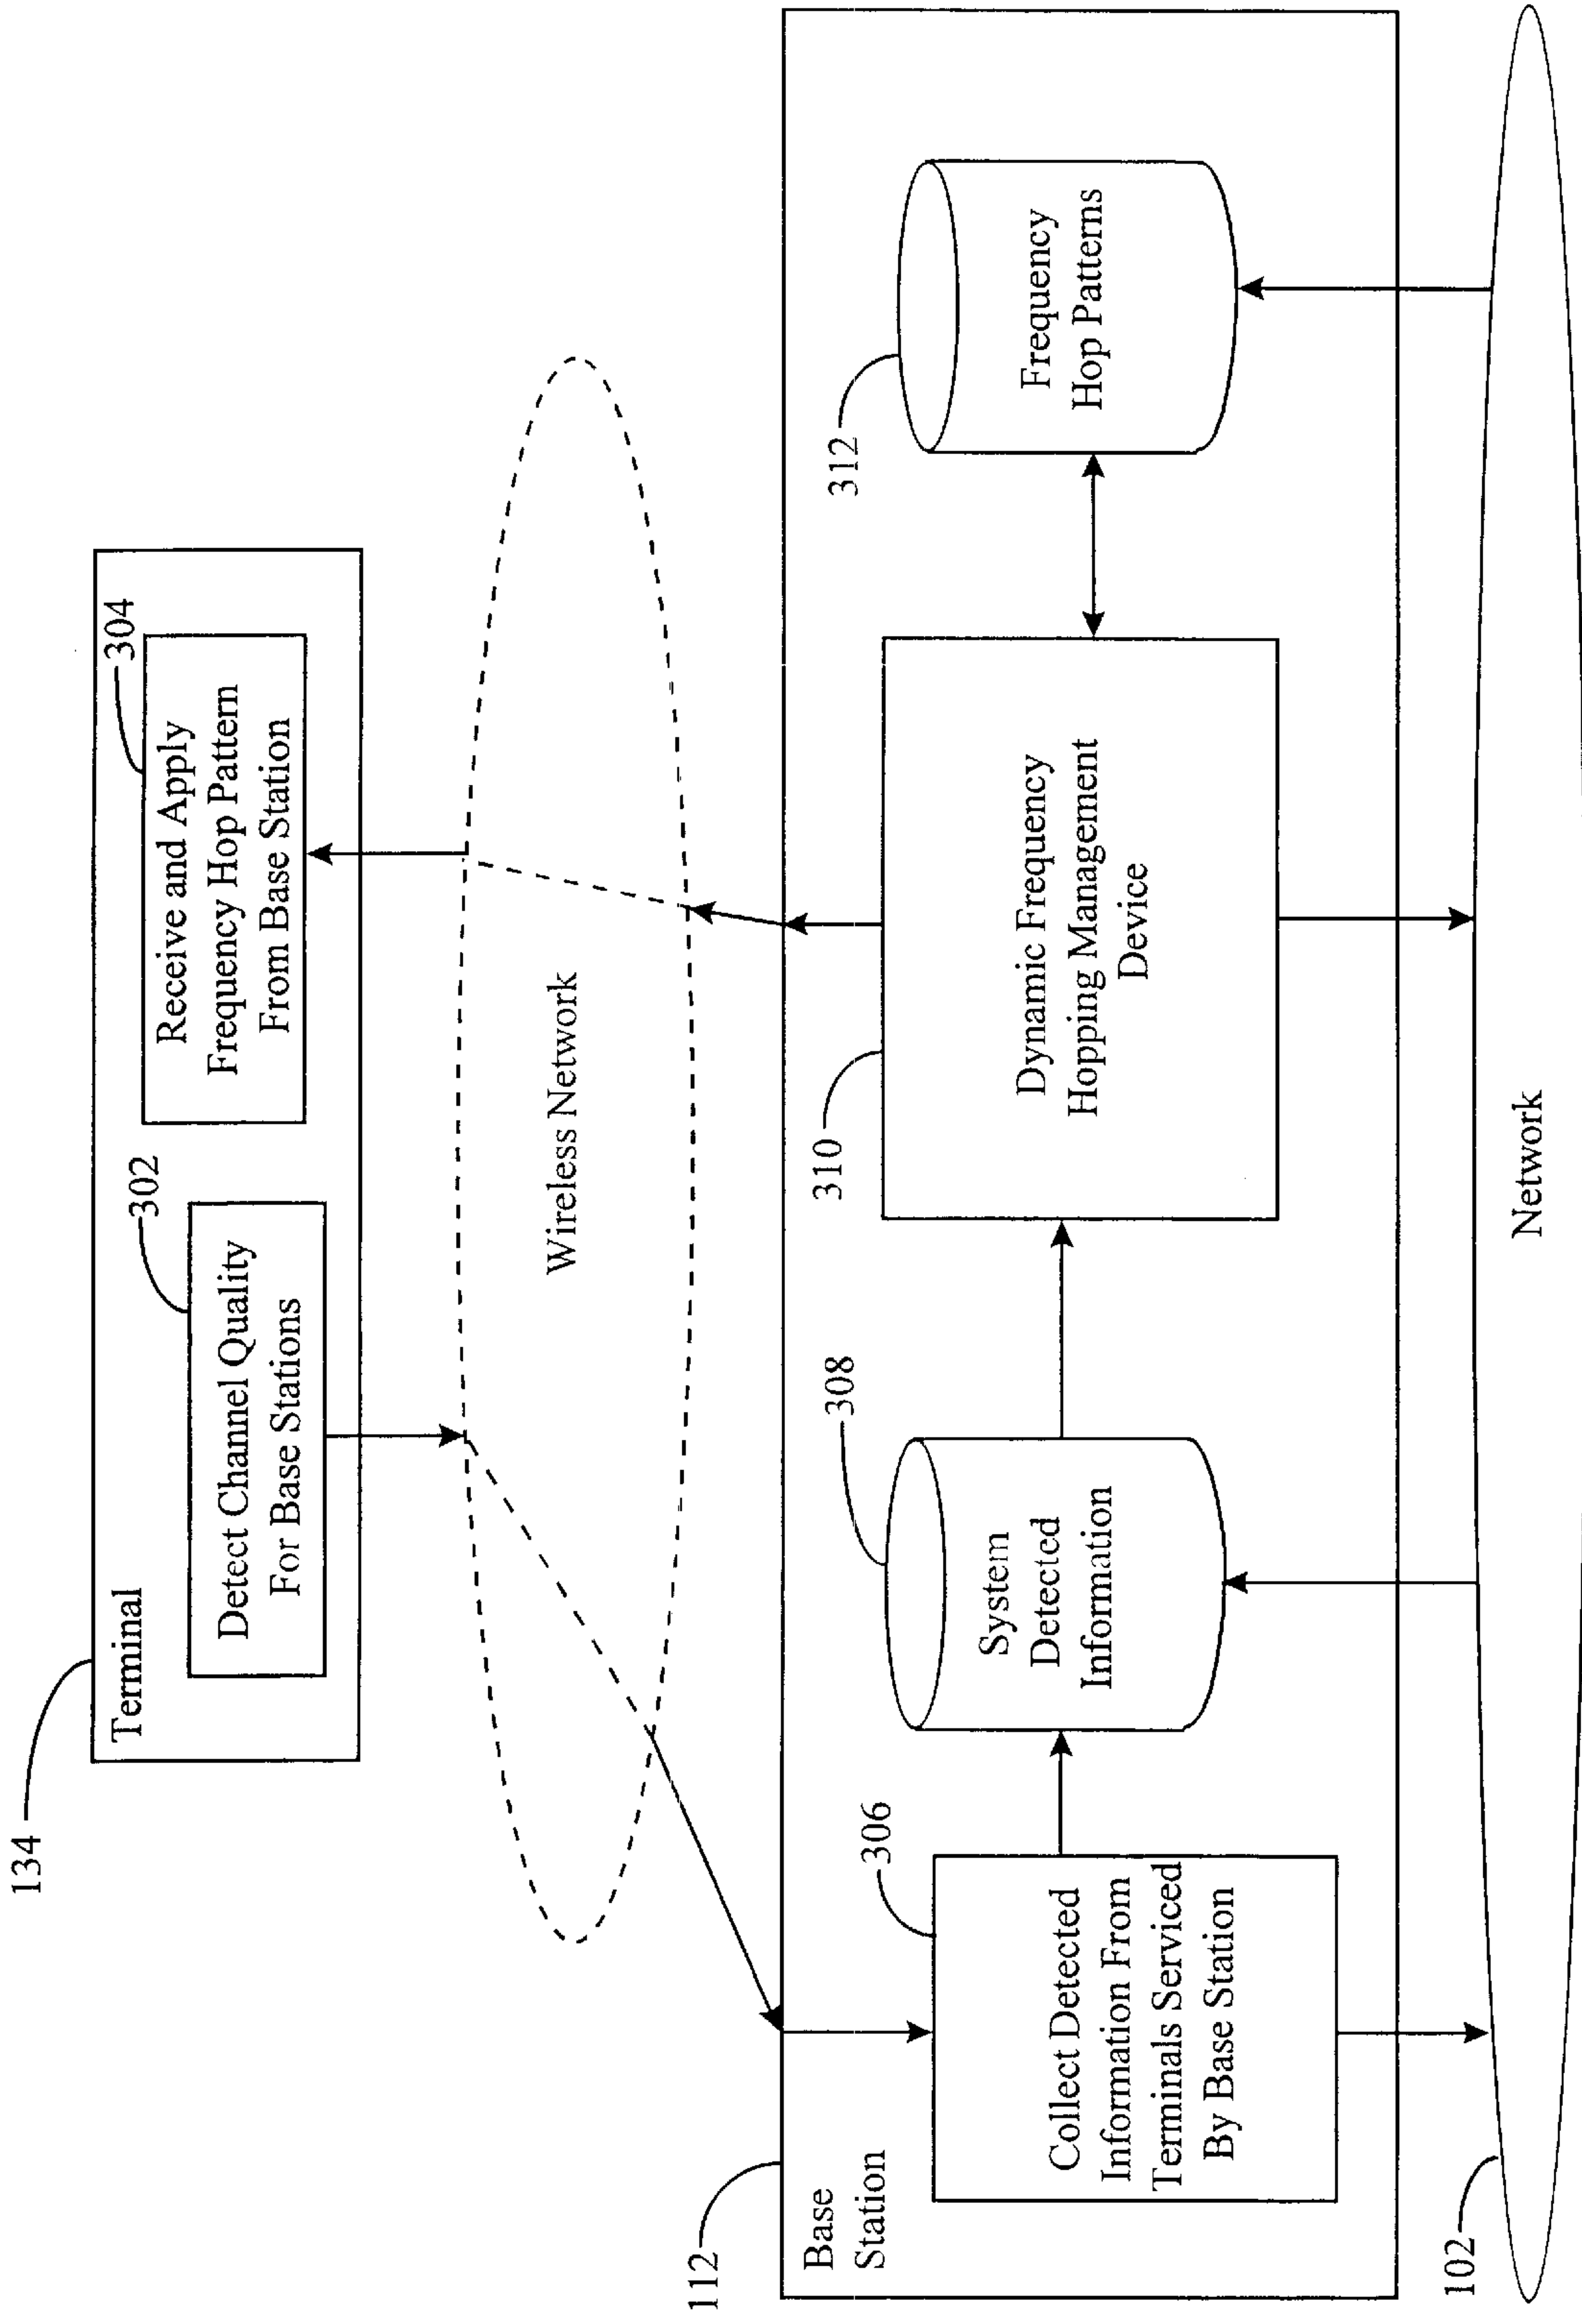 134
Terminal
302
Detect Channel Quality
For Base Stations
304
Receive and Apply
Frequency Hop Pattern
From Base Station
Wireless Network
112
Base
Station
306
Collect Detected
Information From
Terminals Serviced
By Base Station
308
System
Detected
Information
310
Dynamic Frequency
Hopping Management
Device
312
Frequency
Hop Patterns
102
Network